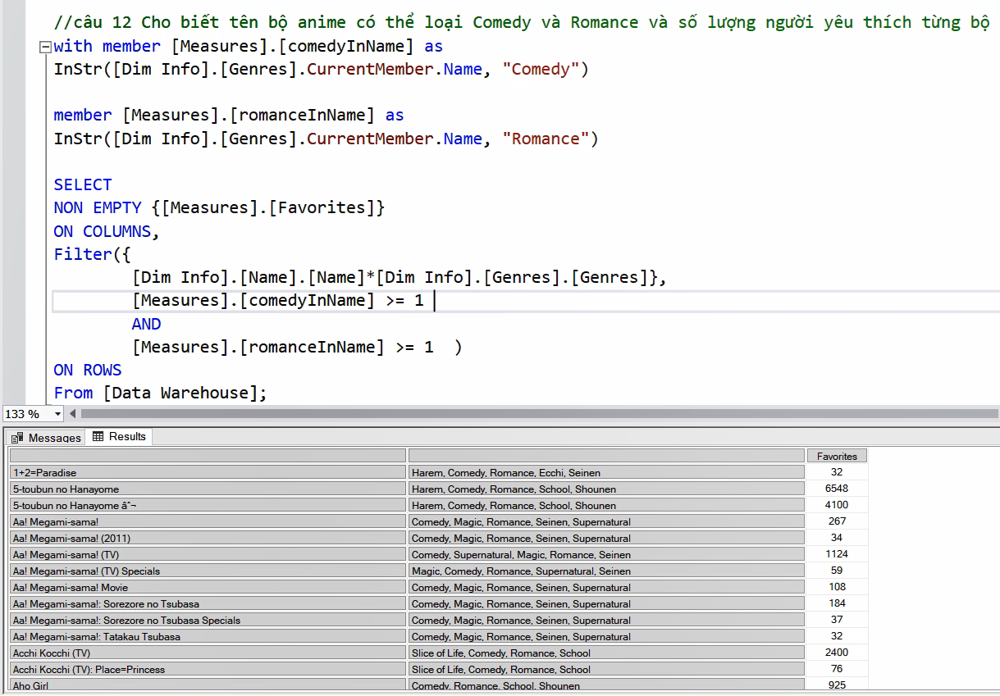 //câu 12 Cho biết tên bộ anime có thể loại Comedy và Romance và số lượng người yêu thích từng bộ
with member [Measures].[comedyInName] as
InStr([Dim Info].[Genres].CurrentMember.Name, "Comedy")
member [Measures].[romanceInName] as
InStr([Dim Info].[Genres].CurrentMember.Name, "Romance")
SELECT
NON EMPTY {[Measures].[Favorites]}
ON COLUMNS,
Filter({
[Dim Info].[Name].[Name]*[Dim Info].[Genres].[Genres]},
[Measures].[comedyInName] >= 1
AND
[Measures].[romanceInName] >= 1 )
ON ROWS
From [Data Warehouse];
133 %
Messages Results
Favorites
1+2=Paradise Harem, Comedy, Romance, Ecchi, Seinen 32
5-toubun no Hanayome Harem, Comedy, Romance, School, Shounen 6548
5-toubun no Hanayome âˆ¬ Harem, Comedy, Romance, School, Shounen 4100
Aa! Megami-sama! Comedy, Magic, Romance, Seinen, Supernatural 267
Aa! Megami-sama! (2011) Comedy, Magic, Romance, Seinen, Supernatural 34
Aa! Megami-sama! (TV) Comedy, Supernatural, Magic, Romance, Seinen 1124
Aa! Megami-sama! (TV) Specials Magic, Comedy, Romance, Supernatural, Seinen 59
Aa! Megami-sama! Movie Comedy, Magic, Romance, Seinen, Supernatural 108
Aa! Megami-sama!: Sorezore no Tsubasa Comedy, Magic, Romance, Seinen, Supernatural 184
Aa! Megami-sama!: Sorezore no Tsubasa Specials Comedy, Magic, Romance, Seinen, Supernatural 37
Aa! Megami-sama!: Tatakau Tsubasa Comedy, Magic, Romance, Seinen, Supernatural 32
Acchi Kocchi (TV) Slice of Life, Comedy, Romance, School 2400
Acchi Kocchi (TV): Place=Princess Slice of Life, Comedy, Romance, School 76
Aho Girl Comedy, Romance, School, Shounen 925